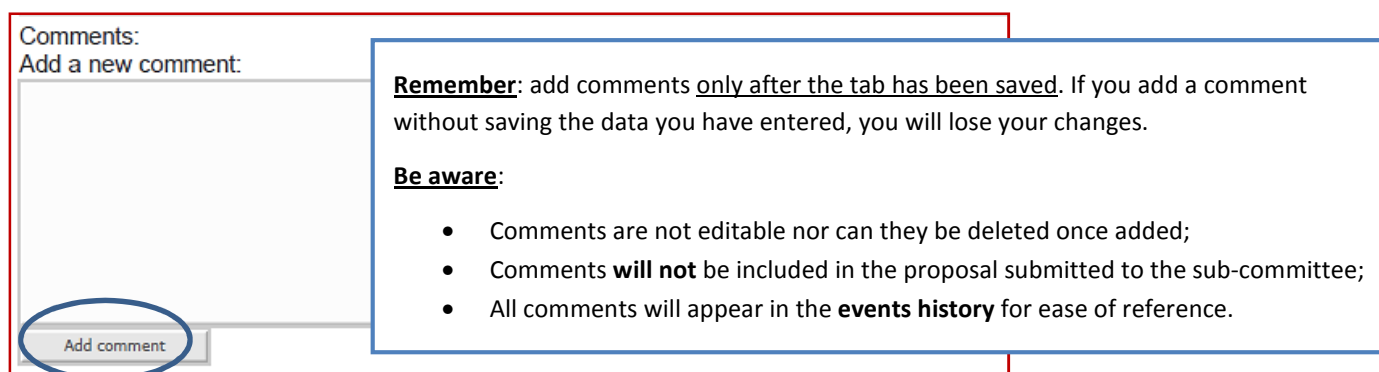 Comments:
Add a new comment:
Remember: add comments only after the tab has been saved. If you add a comment
without saving the data you have entered, you will lose your changes.
Be aware:
• Comments are not editable nor can they be deleted once added;
• Comments will not be included in the proposal submitted to the sub-committee;
• All comments will appear in the events history for ease of reference.
Add comment